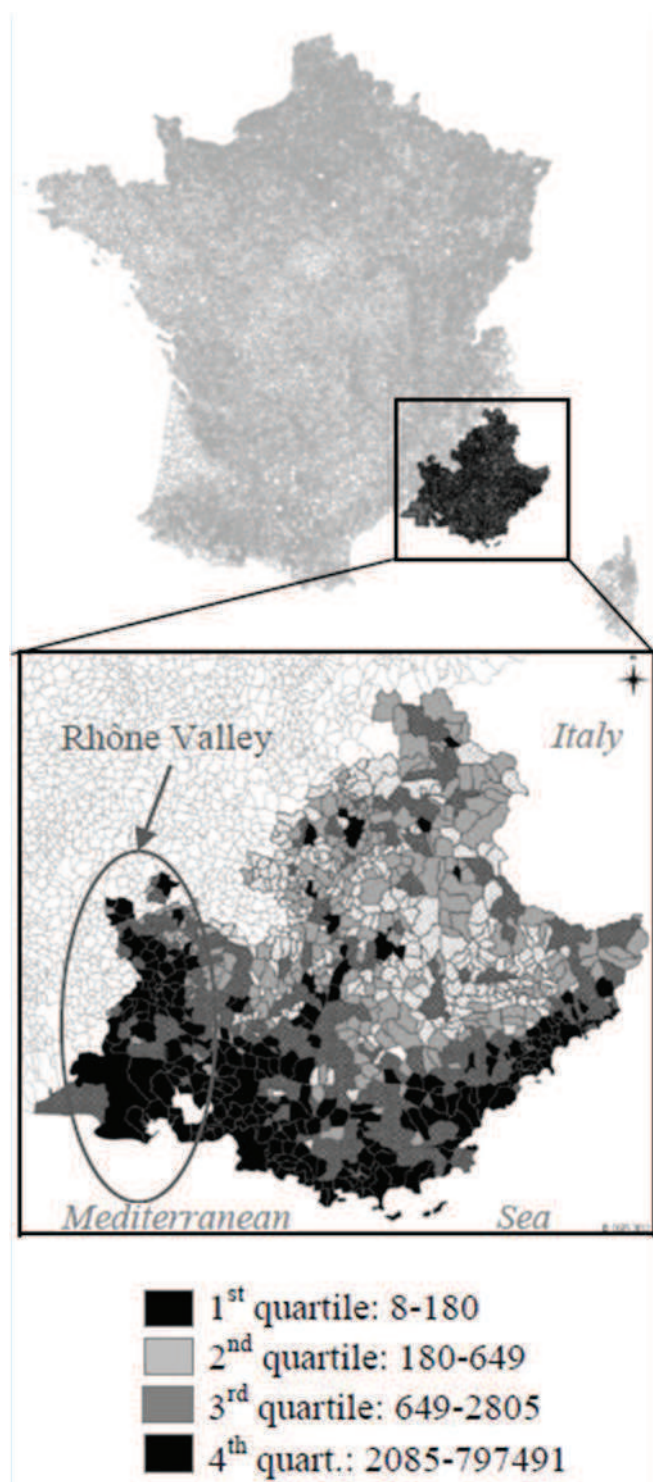 Rhône Valley
Italy
Mediterranean Sea
1st quartile: 8-180
2nd quartile: 180-649
3rd quartile: 649-2805
4th quart.: 2085-797491